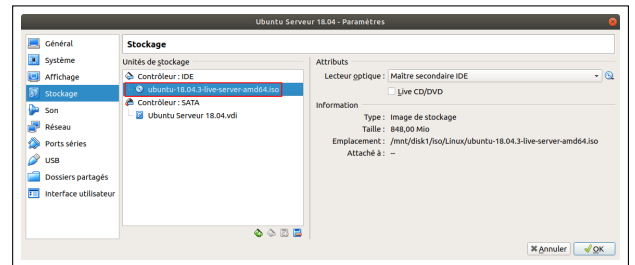 Ubuntu Serveur 18.04 - Paramètres
Général
Système
Affichage
Stockage
Son
Réseau
Ports séries
USB
Dossiers partagés
Interface utilisateur
Stockage
Unités de stockage
Contrôleur : IDE
ubuntu-18.04.3-live-server-amd64.iso
Contrôleur : SATA
Ubuntu Serveur 18.04.vdi
Attributs
Lecteur optique : Maître secondaire IDE
Live CD/DVD
Information
Type : Image de stockage
Taille : 848,00 Mio
Emplacement : /mnt/disk1/iso/Linux/ubuntu-18.04.3-live-server-amd64.iso
Attaché à : --
Annuler
OK